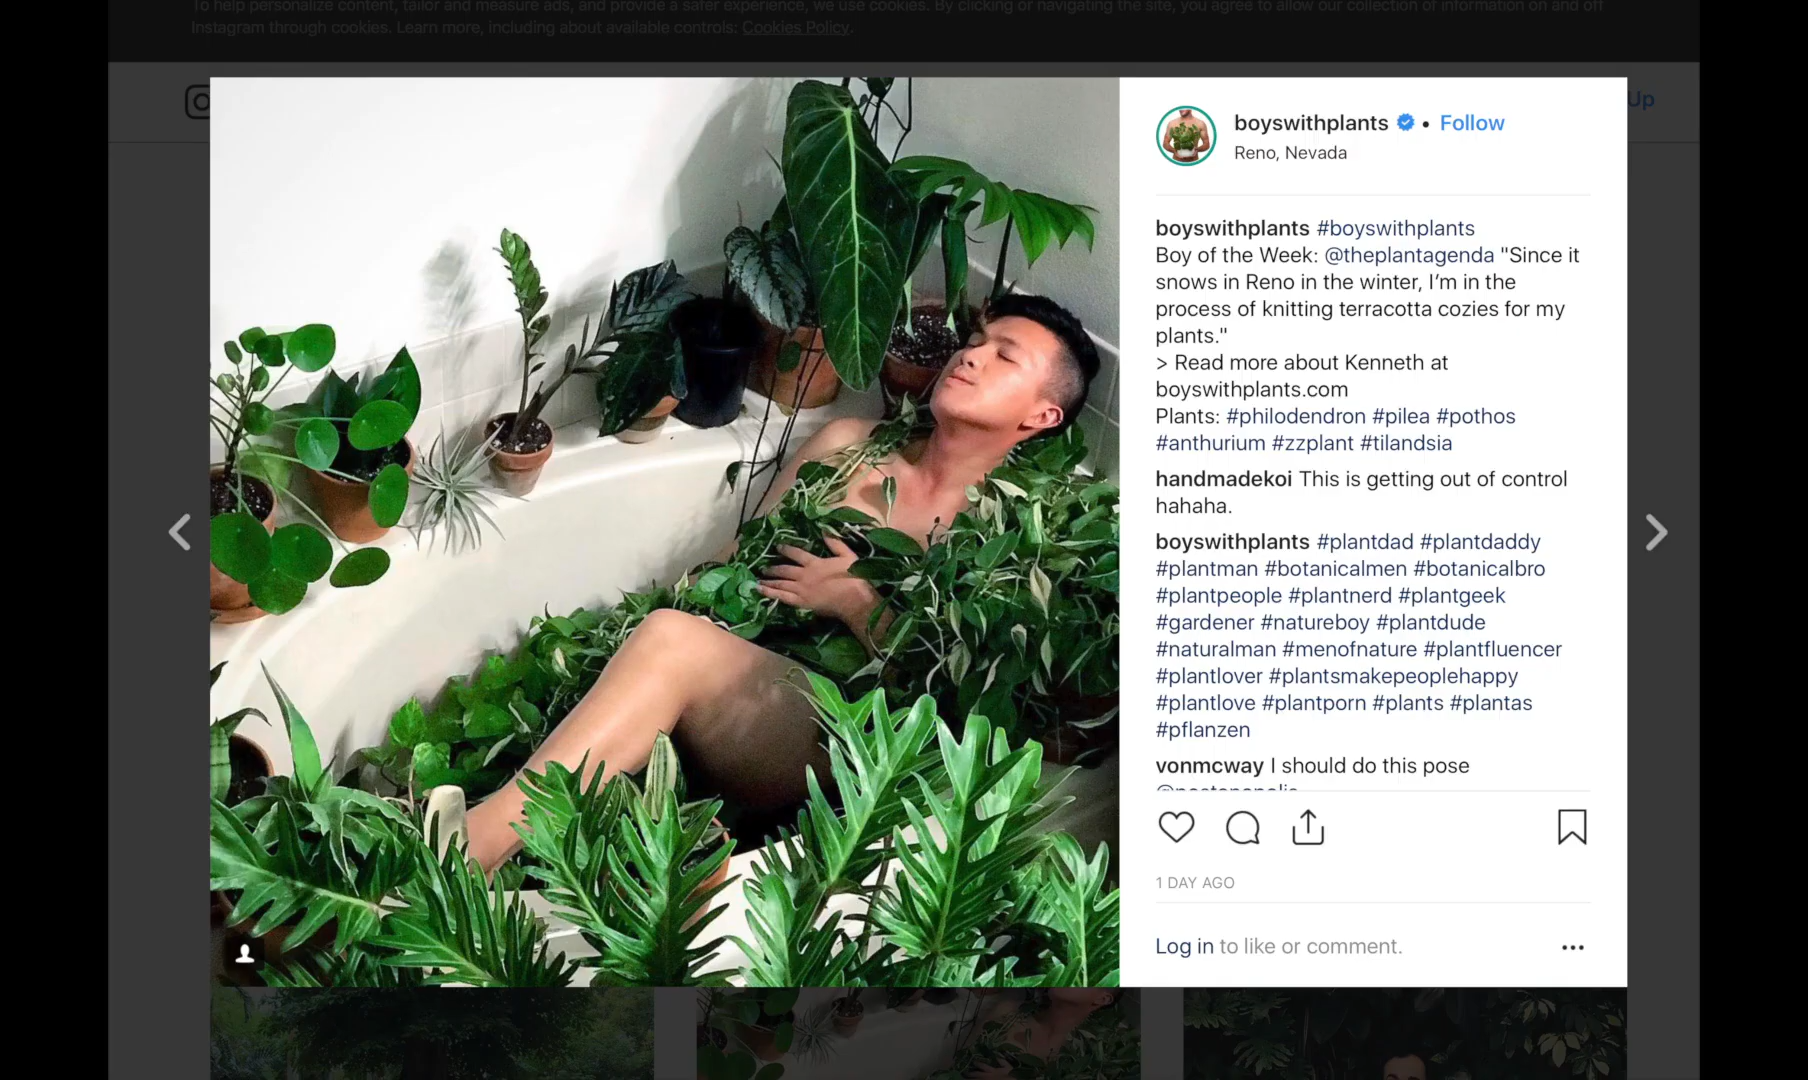 To help personalize content, tailor and measure ads, and provide a safer experience, we use cookies. By clicking or navigating the site, you agree to allow our collection of information on and off
Instagram through cookies. Learn more, including about available controls: Cookies Policy.
Up
boyswithplants • Follow
Reno, Nevada
boyswithplants #boyswithplants
Boy of the Week: @theplantagenda "Since it
snows in Reno in the winter, I’m in the
process of knitting terracotta cozies for my
plants."
> Read more about Kenneth at
boyswithplants.com
Plants: #philodendron #pilea #pothos
#anthurium #zzplant #tilandsia
handmadekoi This is getting out of control
hahaha.
boyswithplants #plantdad #plantdaddy
#plantman #botanicalmen #botanicalbro
#plantpeople #plantnerd #plantgeek
#gardener #natureboy #plantdude
#naturalman #menofnature #plantfluencer
#plantlover #plantsmakepeoplehappy
#plantlove #plantporn #plants #plantas
#pflanzen
vonmcway I should do this pose
1 DAY AGO
Log in to like or comment.